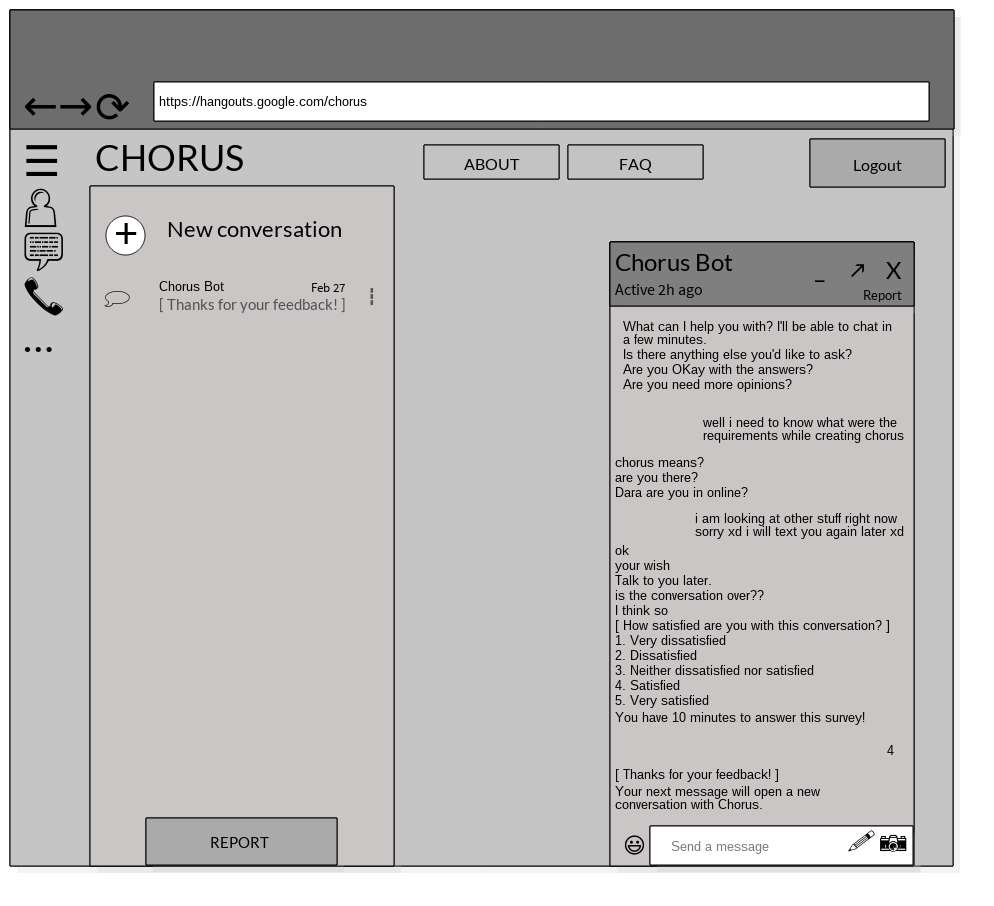 https://hangouts.google.com/chorus
CHORUS
ABOUT
FAQ
Logout
New conversation
Chorus Bot
Feb 27
[ Thanks for your feedback! ]
REPORT
Chorus Bot
Active 2h ago
_
X
Report
What can I help you with? I'll be able to chat in
a few minutes.
Is there anything else you'd like to ask?
Are you OKay with the answers?
Are you need more opinions?
well i need to know what were the
requirements while creating chorus
chorus means?
are you there?
Dara are you in online?
i am looking at other stuff right now
sorry xd i will text you again later xd
ok
your wish
Talk to you later.
is the conversation over??
I think so
[ How satisfied are you with this conversation? ]
1. Very dissatisfied
2. Dissatisfied
3. Neither dissatisfied nor satisfied
4. Satisfied
5. Very satisfied
You have 10 minutes to answer this survey!
4
[ Thanks for your feedback! ]
Your next message will open a new
conversation with Chorus.
Send a message